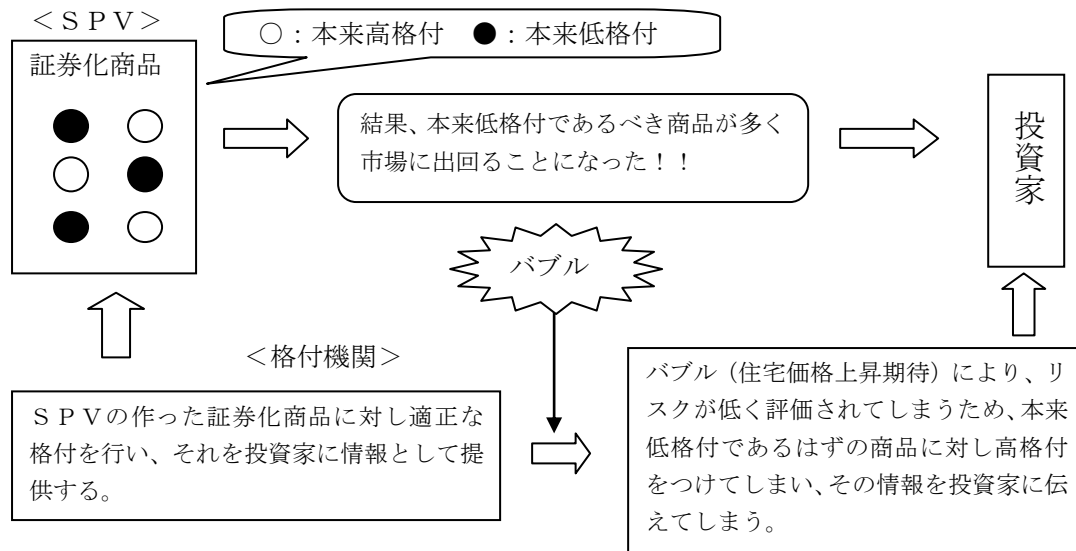 ＜ＳＰＶ＞
○：本来高格付　●：本来低格付
証券化商品
結果、本来低格付であるべき商品が多く
市場に出回ることになった！！
投資家
バブル
＜格付機関＞
ＳＰＶの作った証券化商品に対し適正な
格付を行い、それを投資家に情報として提
供する。
バブル（住宅価格上昇期待）により、リ
スクが低く評価されてしまうため、本来
低格付であるはずの商品に対し高格付
をつけてしまい、その情報を投資家に伝
えてしまう。